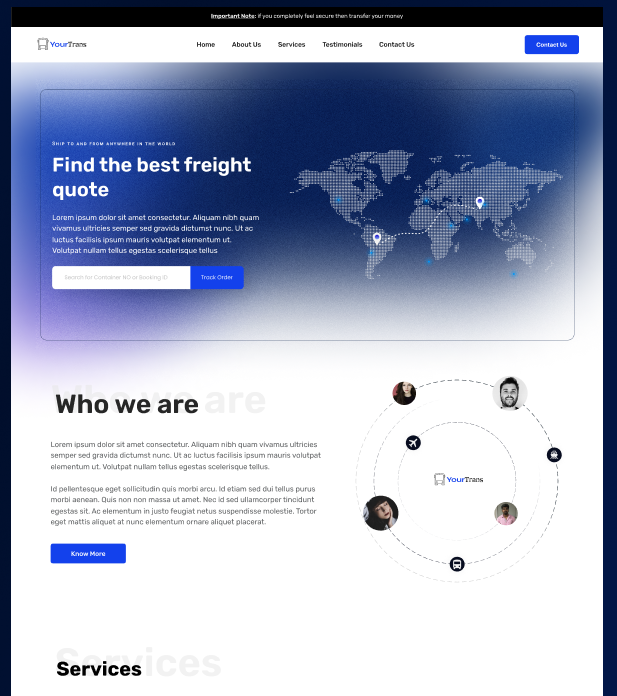 Important Note: if you completely feel secure then transfer your money
YourTrans
Home About Us Services Testimonials Contact Us
Contact Us
SHIP TO AND FROM ANYWHERE IN THE WORLD
Find the best freight
quote
Lorem ipsum dolor sit amet consectetur. Aliquam nibh quam
vivamus ultricies semper sed gravida dictumst nunc. Ut ac
luctus facilisis ipsum mauris volutpat elementum ut.
Volutpat nullam tellus egestas scelerisque tellus
Search for Container NO or Booking ID
Track Order
Who we are
Who we are
Lorem ipsum dolor sit amet consectetur. Aliquam nibh quam vivamus ultricies
semper sed gravida dictumst nunc. Ut ac luctus facilisis ipsum mauris volutpat
elementum ut. Volutpat nullam tellus egestas scelerisque tellus.
Id pellentesque eget sollicitudin quis morbi arcu. Id etiam sed dui tellus purus
morbi aenean. Quis non non massa ut amet. Nec id sed ullamcorper tincidunt
egestas sit. Ac elementum in justo feugiat netus suspendisse molestie. Tortor
eget mattis aliquet at nunc elementum ornare aliquet placerat.
Know More
YourTrans
Services
Services